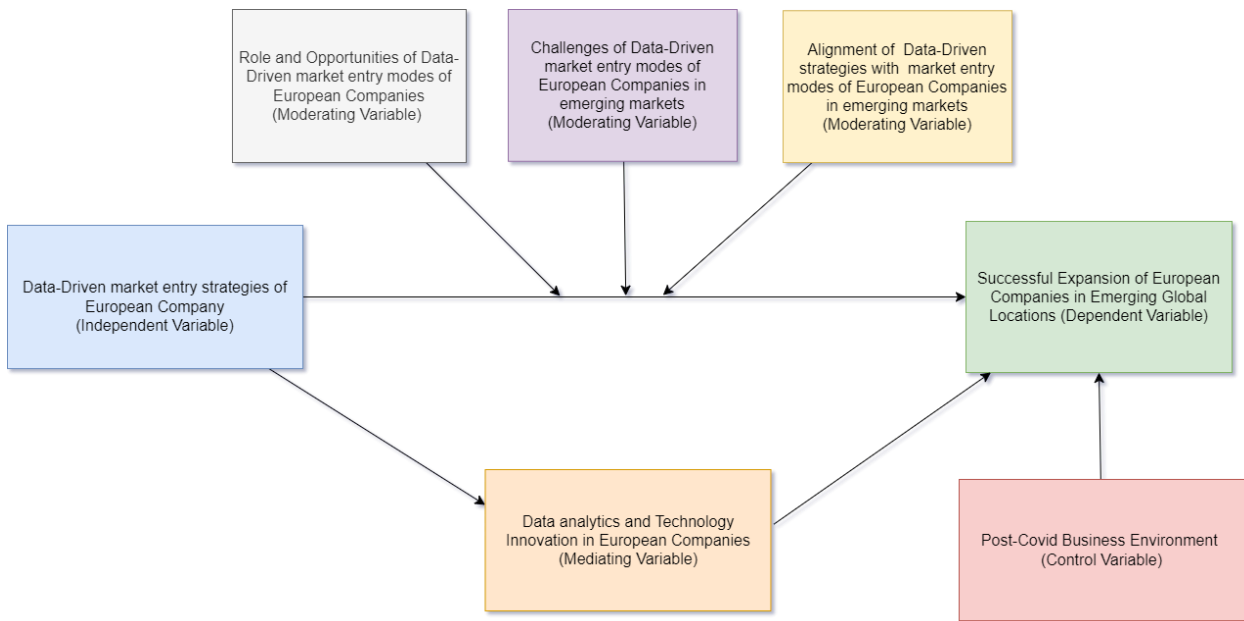 Role and Opportunities of Data-
Driven market entry modes of
European Companies
(Moderating Variable)
Challenges of Data-Driven
market entry modes of
European Companies in
emerging markets
(Moderating Variable)
Alignment of Data-Driven
strategies with market entry
modes of European Companies
in emerging markets
(Moderating Variable)
Data-Driven market entry strategies of
European Company
(Independent Variable)
Successful Expansion of European
Companies in Emerging Global
Locations (Dependent Variable)
Data analytics and Technology
Innovation in European Companies
(Mediating Variable)
Post-Covid Business Environment
(Control Variable)